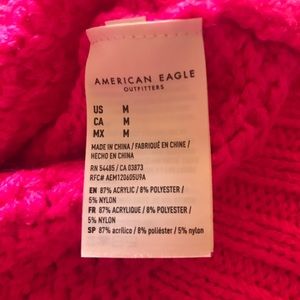 AMERICAN EAGLE
OUTFITTERS
US M
CA M
MX M
MADE IN CHINA / FABRIQUÉ EN CHINE /
HECHO EN CHINA
RN 54485 / CA 03873
RFC# AEM120605U9A
EN 87% ACRYLIC / 8% POLYESTER /
5% NYLON
FR 87% ACRYLIQUE / 8% POLYESTER /
5% NYLON
SP 87% acrílico / 8% poliéster / 5% nylon